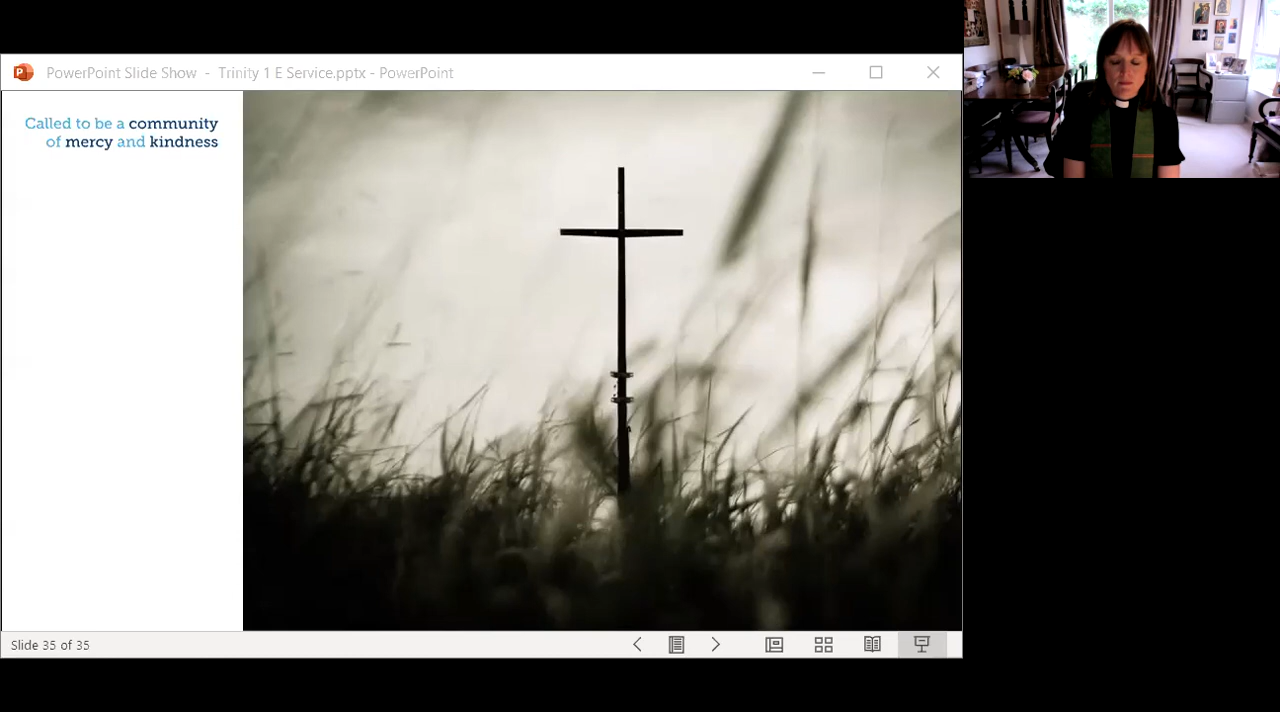 PowerPoint Slide Show - Trinity 1 E Service.pptx - PowerPoint
Called to be a community
of mercy and kindness
Slide 35 of 35